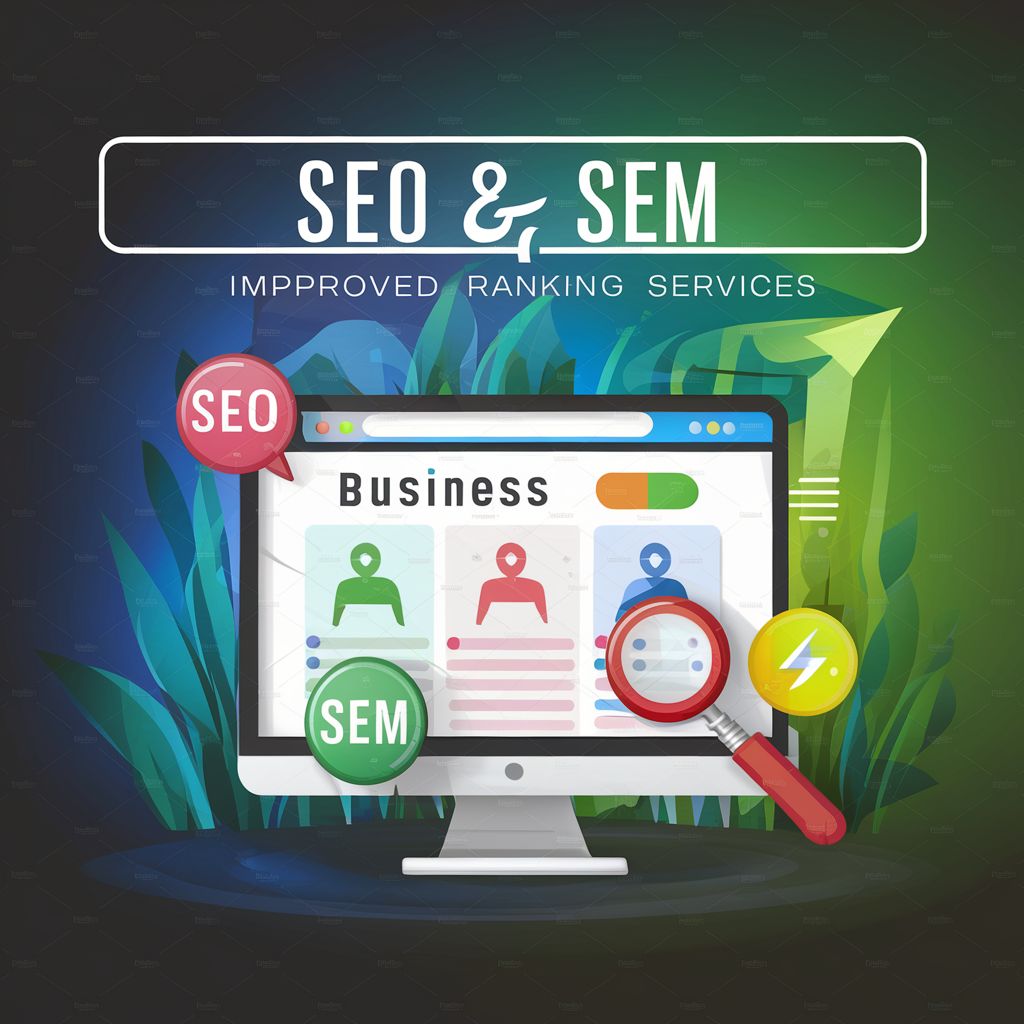 SEO & SEM
IMPPROVED RANKING SERVICES
SEO
Business
SEM